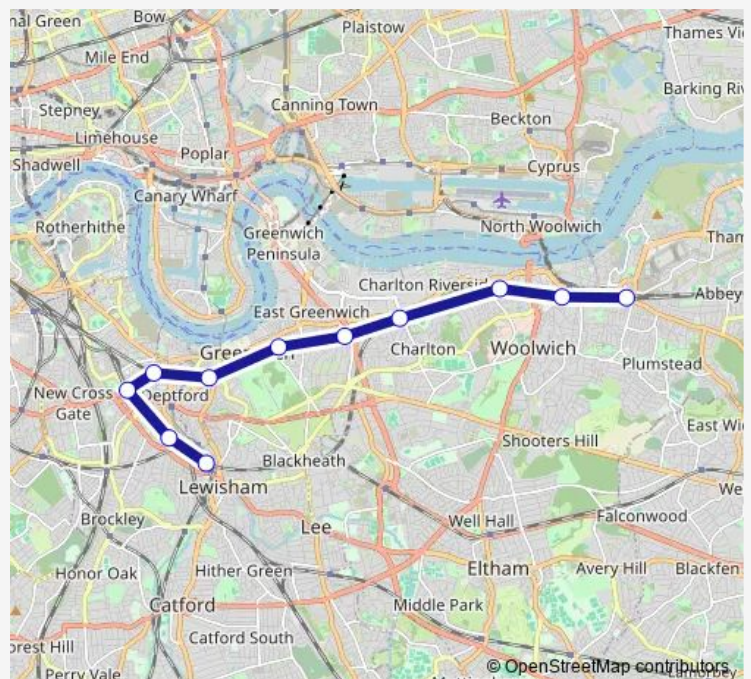 nal Green
Bow
Plaistow
Thames Vi
Mile End
Barking Riv
Canning Town
Stepney
Beckton
Limehouse
Poplar
Shadwell
Cyprus
Canary Wharf
Rotherhithe
North Woolwich
Greenwich
Peninsula
Tham
Charlton Riversid
Abbey
East Greenwich
Charlton
Woolwich
Plumstead
New Cross
Gate
Deptford
East Wi
Shooters Hill
Blackheath
Lewisham
We
Brockley
Lee
Well Hall
Falconwood
Honor Oak
Hither Green
Eltham
Avery Hill
Blackfen
Catford
Middle Park
Catford South
orest Hill
Perry Vale
© OpenStreetMap contributors